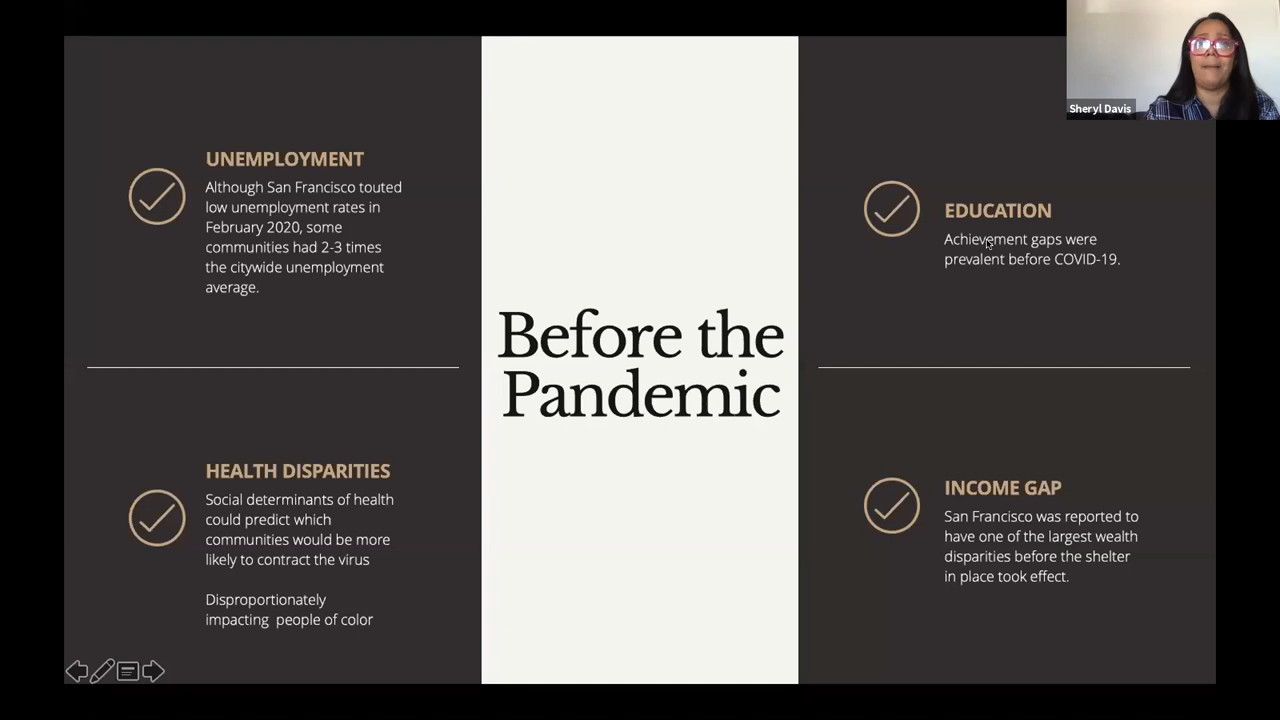 Sheryl Davis
UNEMPLOYMENT
Although San Francisco touted
low unemployment rates in
February 2020, some
communities had 2-3 times
the citywide unemployment
average.
HEALTH DISPARITIES
Social determinants of health
could predict which
communities would be more
likely to contract the virus
Disproportionately
impacting  people of color
Before the
Pandemic
EDUCATION
Achievement gaps were
prevalent before COVID-19.
INCOME GAP
San Francisco was reported to
have one of the largest wealth
disparities before the shelter
in place took effect.